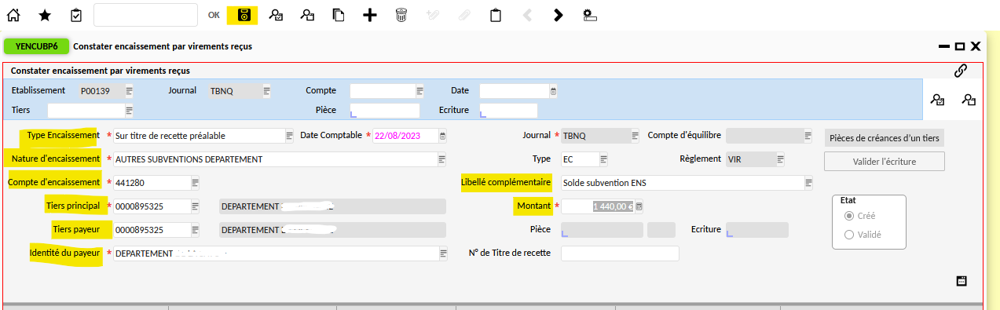 OK
YENCUBP6 Constater encaissement par virements reçus
Constater encaissement par virements reçus
Etablissement P00139 Journal TBNQ Compte Date
Tiers Pièce Ecriture
Type Encaissement * Sur titre de recette préalable Date Comptable * 22/08/2023 Journal * TBNQ Compte d'équilibre Pièces de créances d'un tiers
Nature d'encaissement * AUTRES SUBVENTIONS DEPARTEMENT Type EC Règlement VIR Valider l'écriture
Compte d'encaissement * 441280 Libellé complémentaire Solde subvention ENS
Etat
Tiers principal * 0000895325 DEPARTEMENT Montant * 1 440,00 € Créé
Tiers payeur * 0000895325 DEPARTEMENT Pièce Ecriture Validé
Identité du payeur * DEPARTEMENT N° de Titre de recette